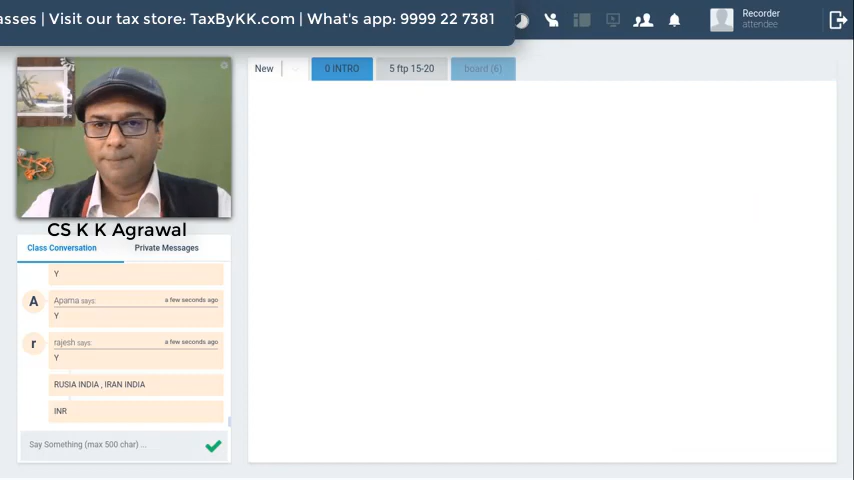 sses | Visit our tax store: TaxByKK.com | What's app: 9999 22 7381
Recorder
attendee
New
0 INTRO
5 ftp 15-20
board (6)
CS K K Agrawal
Class Conversation
Private Messages
Y
A
Aparna says:
a few seconds ago
Y
r
rajesh says:
a few seconds ago
Y
RUSIA INDIA , IRAN INDIA
INR
Say Something (max 500 char) ...